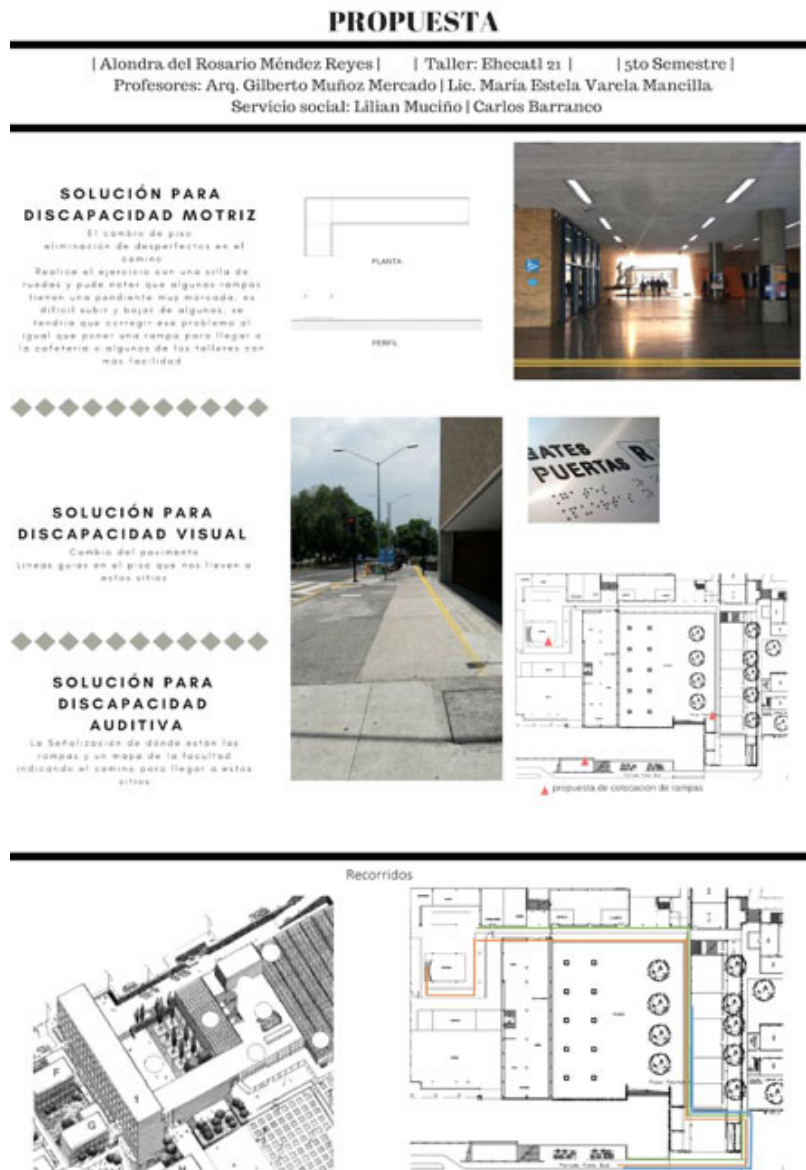 PROPUESTA
| Alondra del Rosario Méndez Reyes | | Taller: Ehecatl 21 | | 5to Semestre |
Profesores: Arq. Gilberto Muñoz Mercado | Lic. María Estela Varela Mancilla
Servicio social: Lilian Muciño | Carlos Barranco
SOLUCIÓN PARA
DISCAPACIDAD MOTRIZ
El cambio de piso
eliminación de desperfectos en el
camino
Realice el ejercicio con una silla de
ruedas y pude notar que algunas rampas
tienen una pendiente muy marcada, es
difícil subir y bajar de algunas, se
tendría que corregir ese problema al
igual que poner una rampa para llegar a
la cafetería o algunos de los talleres con
más facilidad
PLANTA
PERFIL
SOLUCIÓN PARA
DISCAPACIDAD VISUAL
Cambio del pavimento
Líneas guías en el piso que nos lleven a
estos sitios
BATES
PUERTAS R
SOLUCIÓN PARA
DISCAPACIDAD
AUDITIVA
La Señalización de dónde están las
rampas y un mapa de la facultad
indicando el camino para llegar a estos
sitios
propuesta de colocación de rampas
Recorridos
F
G
H
1